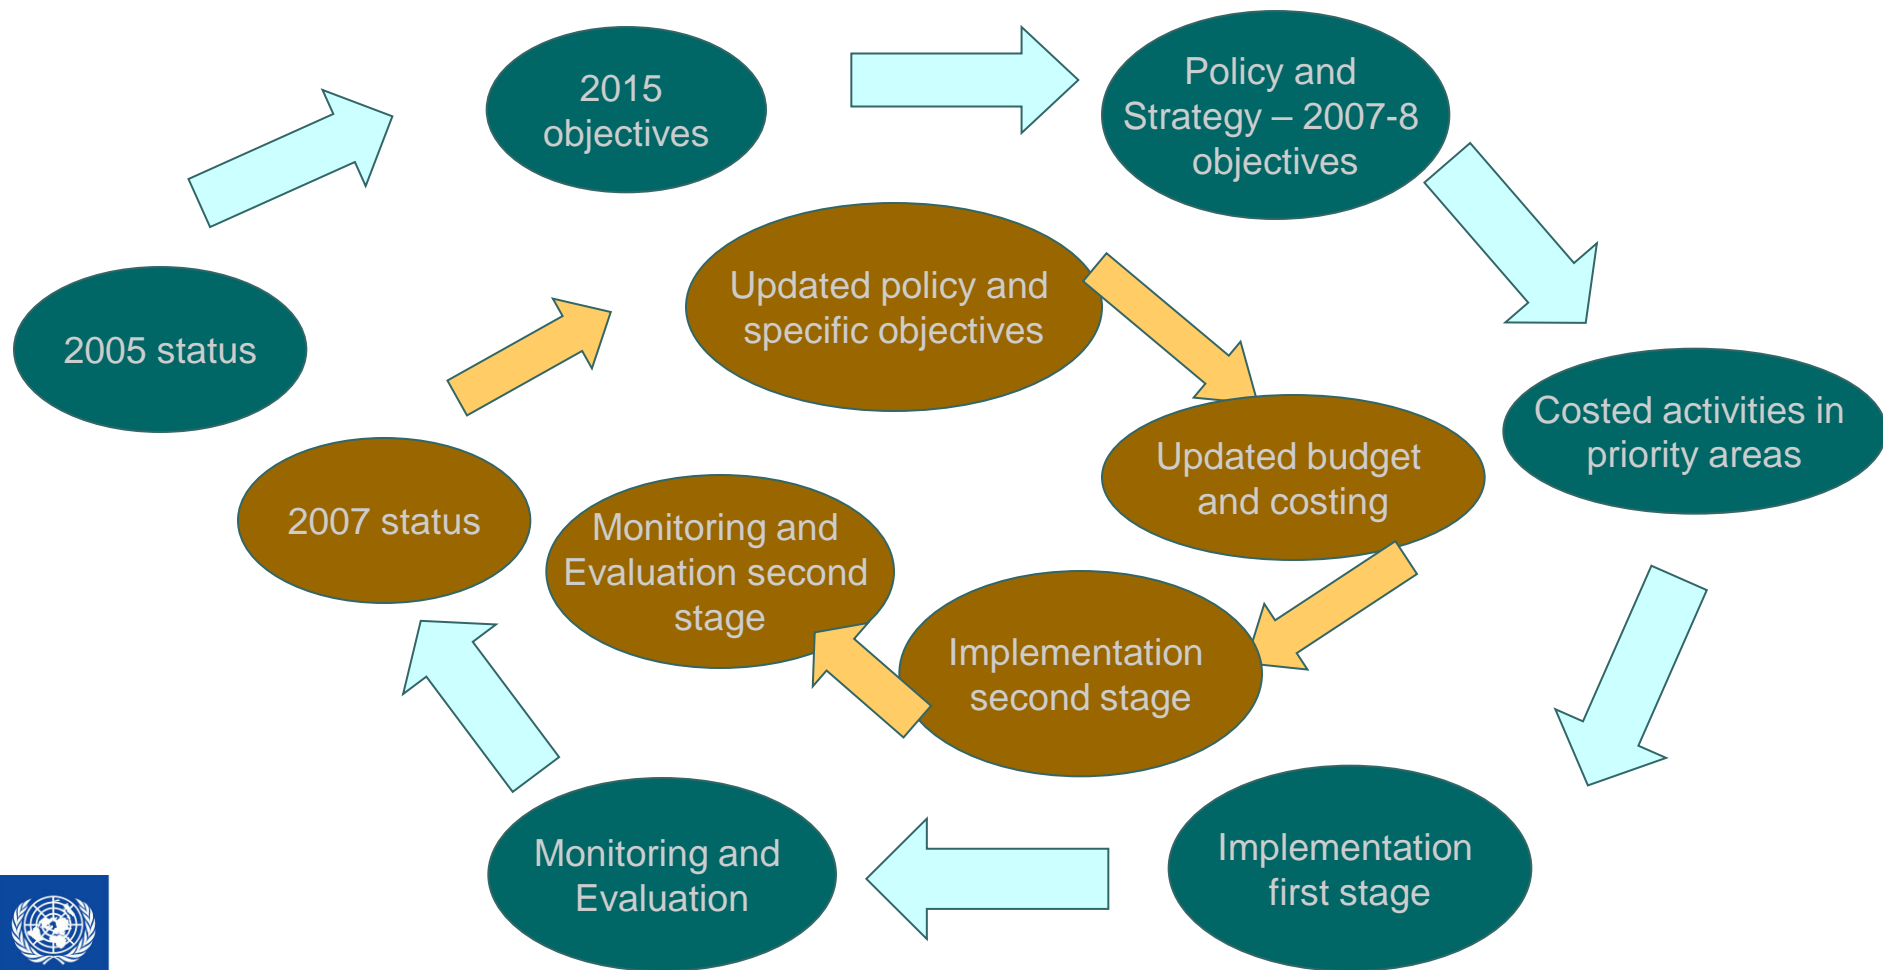 2015
objectives
Policy and
Strategy – 2007-8
objectives
Updated policy and
specific objectives
2005 status
Costed activities in
priority areas
Updated budget
and costing
2007 status
Monitoring and
Evaluation second
stage
Implementation
second stage
Monitoring and
Evaluation
Implementation
first stage